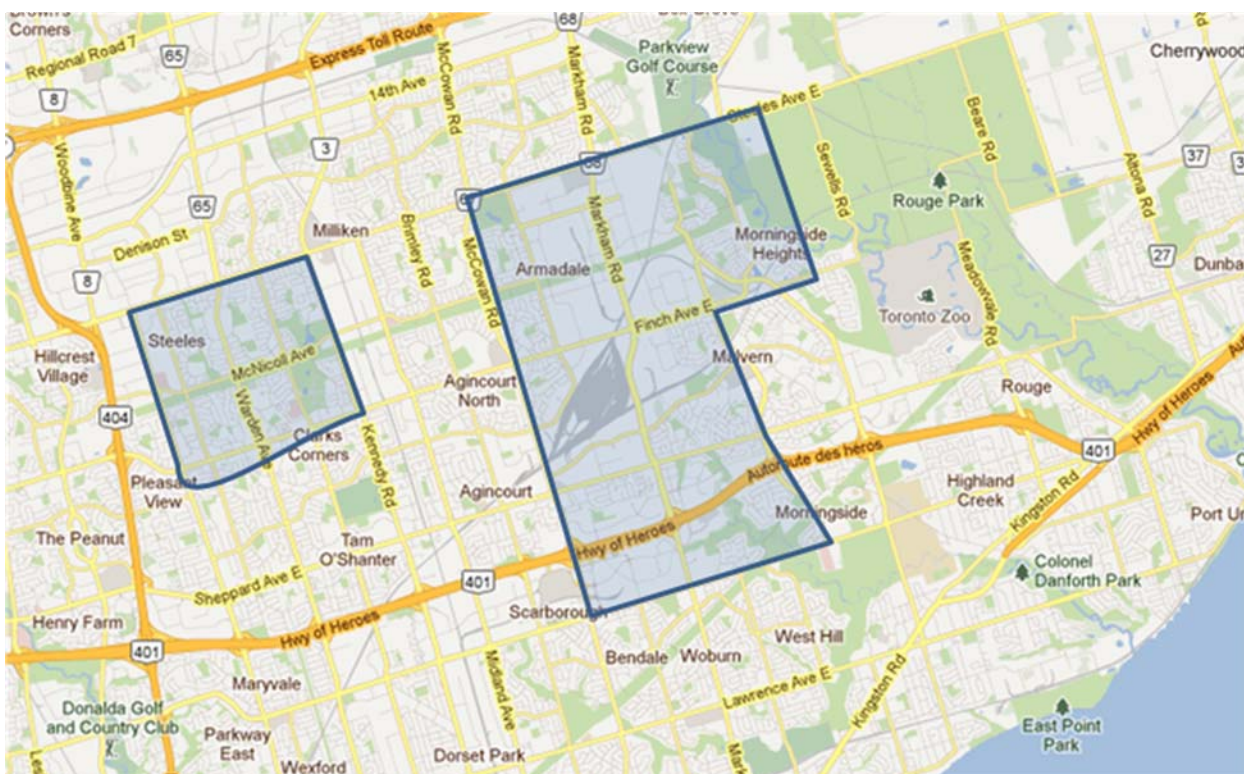 Corners
Regional Road 7
65
8
Express Toll Route
McCowan Rd
68
Markham Rd
Parkview
Golf Course
Steeles Ave E
Cherrywood
14th Ave
Woodbine Ave
3
65
Denison St
Milliken
Brimley Rd
67
McCowan Rd
68
Markham Rd
Armadale
Morningside
Heights
Sewells Rd
Beare Rd
Altona Rd
37
Rouge Park
Meadowvale Rd
27
8
Steeles
Hillcrest
Village
McNicoll Ave
Warden Ave
404
Finch Ave E
Toronto Zoo
Malvern
Rouge
Agincourt
North
Clarks
Corners
Kennedy Rd
Pleasant
View
Agincourt
Autoroute des heros
401
Hwy of Heroes
Highland
Creek
Kingston Rd
Morningside
The Peanut
Tam
O'Shanter
Hwy of Heroes
Colonel
Danforth Park
Sheppard Ave E
401
Scarborough
Henry Farm
Hwy of Heroes
401
Midland Ave
Bendale
Woburn
West Hill
Maryvale
Lawrence Ave E
Kingston Rd
Donalda Golf
and Country Club
Parkway
East
Wexford
Dorset Park
East Point
Park